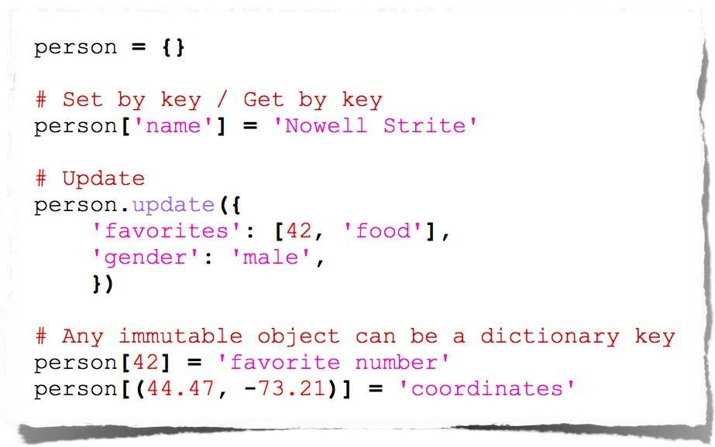 person = {}
# Set by key / Get by key
person['name'] = 'Nowell Strite'
# Update
person.update({
    'favorites': [42, 'food'],
    'gender': 'male',
    })
# Any immutable object can be a dictionary key
person[42] = 'favorite number'
person[(44.47, -73.21)] = 'coordinates'